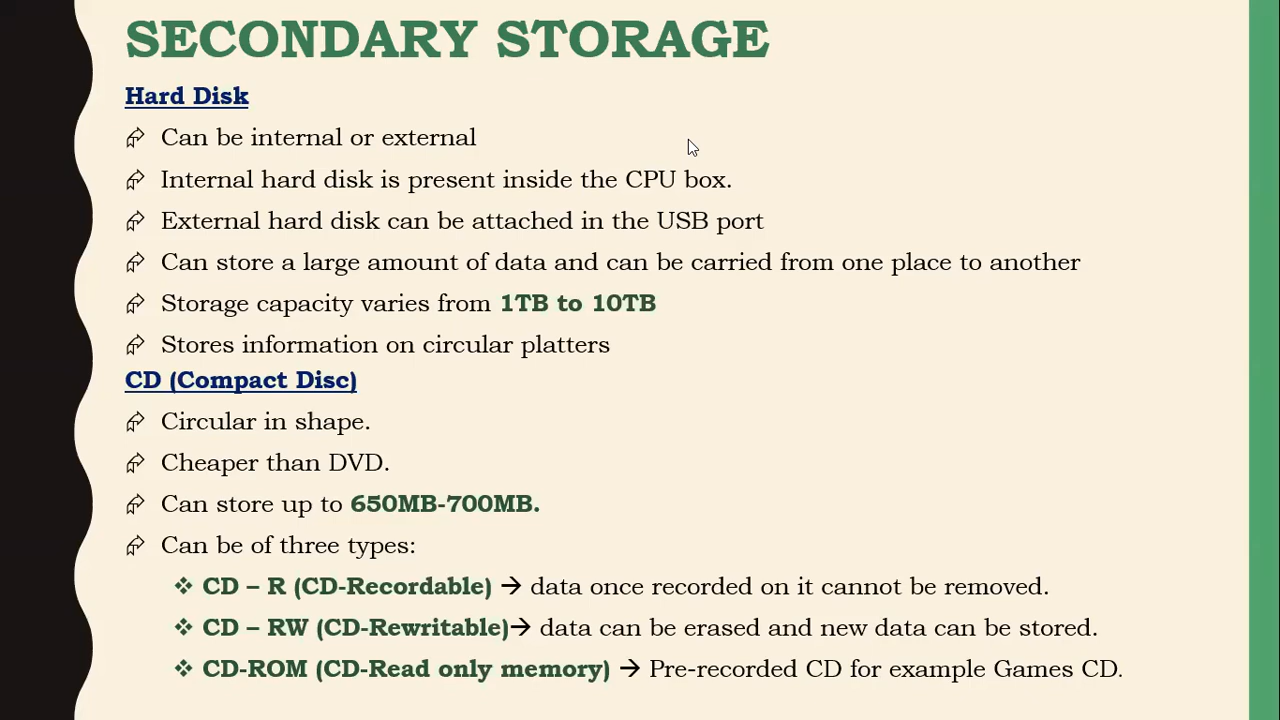 SECONDARY STORAGE
Hard Disk
Can be internal or external
Internal hard disk is present inside the CPU box.
External hard disk can be attached in the USB port
Can store a large amount of data and can be carried from one place to another
Storage capacity varies from 1TB to 10TB
Stores information on circular platters
CD (Compact Disc)
Circular in shape.
Cheaper than DVD.
Can store up to 650MB-700MB.
Can be of three types:
❖ CD – R (CD-Recordable) → data once recorded on it cannot be removed.
❖ CD – RW (CD-Rewritable)→ data can be erased and new data can be stored.
❖ CD-ROM (CD-Read only memory) → Pre-recorded CD for example Games CD.